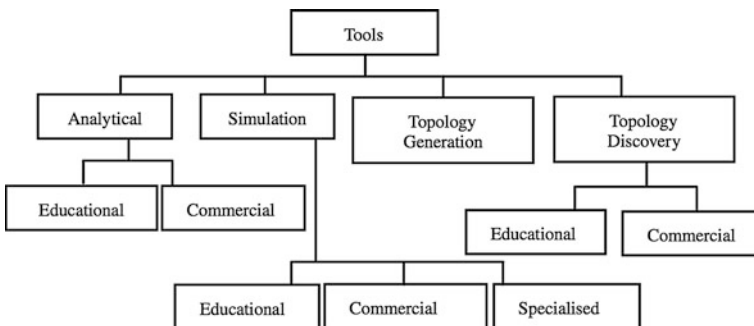 Tools
Analytical
Simulation
Topology
Generation
Topology
Discovery
Educational
Commercial
Educational
Commercial
Educational
Commercial
Specialised